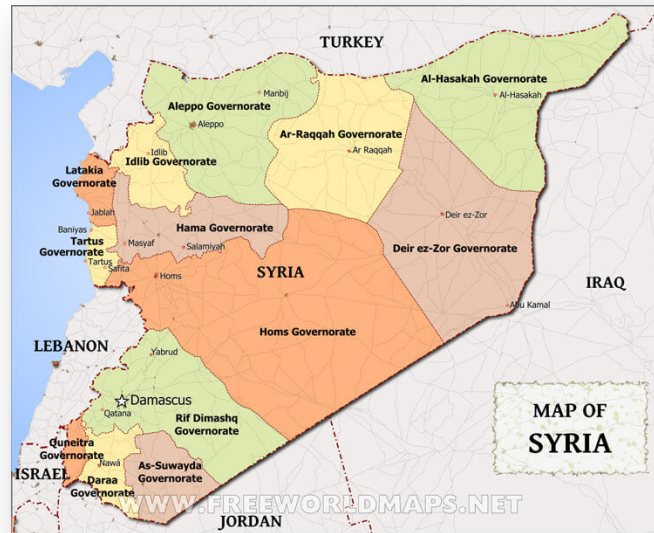 TURKEY
Al-Hasakah Governorate
Manbij
Al-Hasakah
Aleppo Governorate
Aleppo
Ar-Raqqah Governorate
Ar Raqqah
Idlib
Idlib Governorate
Latakia
Governorate
Jablah
Baniyas
Hama Governorate
Deir ez-Zor
Tartus
Governorate
Masyaf
Salamiyah
Deir ez-Zor Governorate
Tartus
Safita
Homs
SYRIA
IRAQ
Abu Kamal
Homs Governorate
LEBANON
Yabrud
Damascus
Qatana
Rif Dimashq
Governorate
MAP OF
SYRIA
Quneitra
Governorate
Nawá
As-Suwayda
Governorate
ISRAEL
Daraa
Governorate
WWW.FREEWORLDMAPS.NET
JORDAN